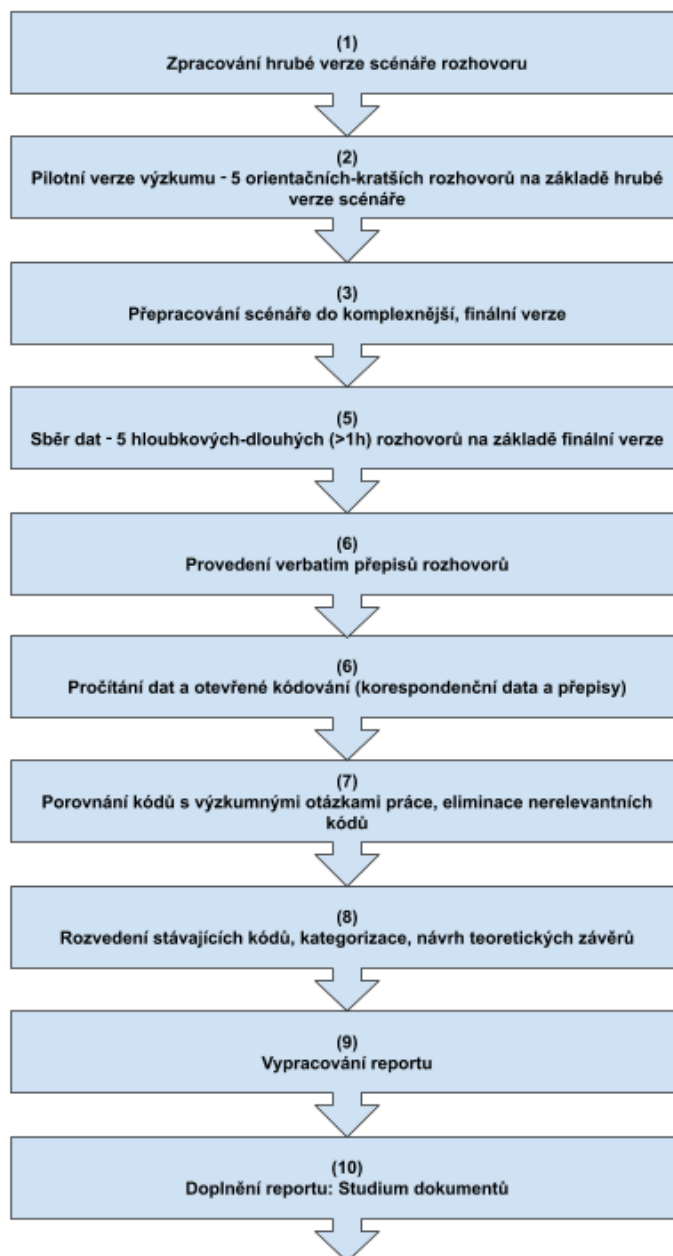 (1)
Zpracování hrubé verze scénáře rozhovoru
(2)
Pilotní verze výzkumu - 5 orientačních-kratších rozhovorů na základě hrubé
verze scénáře
(3)
Přepracování scénáře do komplexnější, finální verze
(5)
Sběr dat - 5 hloubkových-dlouhých (>1h) rozhovorů na základě finální verze
(6)
Provedení verbatim přepisů rozhovorů
(6)
Pročítání dat a otevřené kódování (korespondenční data a přepisy)
(7)
Porovnání kódů s výzkumnými otázkami práce, eliminace nerelevantních
kódů
(8)
Rozvedení stávajících kódů, kategorizace, návrh teoretických závěrů
(9)
Vypracování reportu
(10)
Doplnění reportu: Studium dokumentů